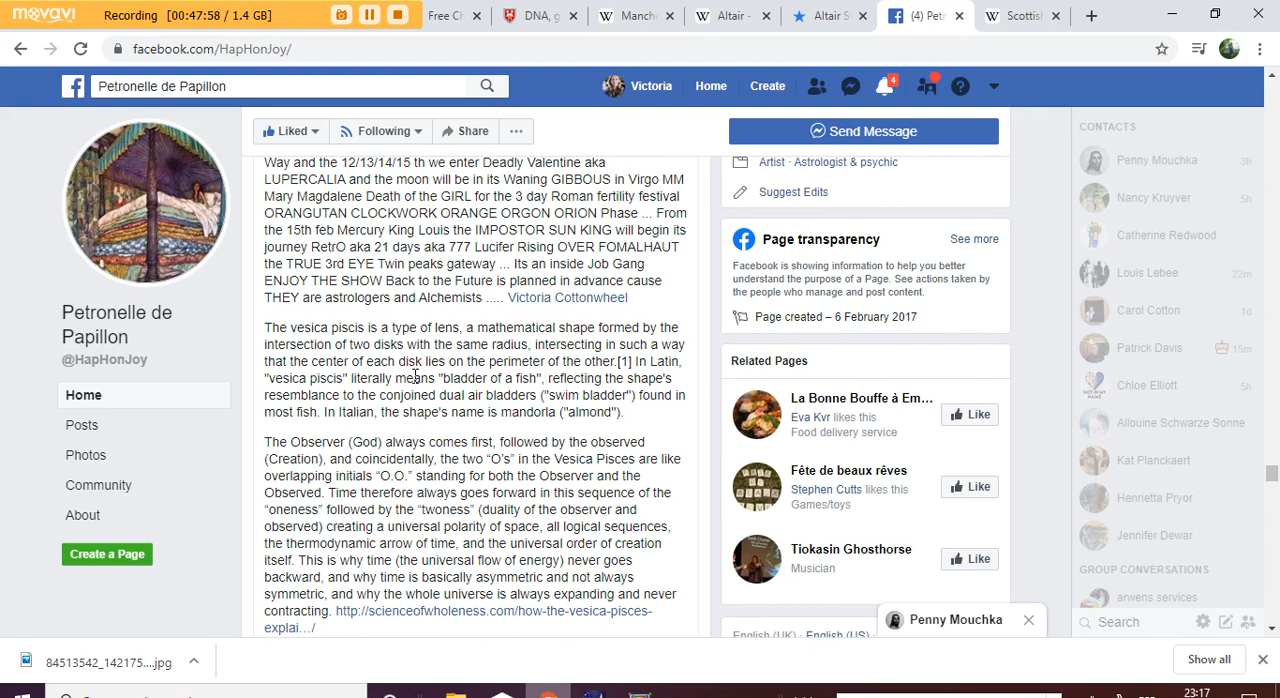 movavi
Recording [00:47:58 / 1.4 GB]
Free Ch
DNA, g
Manche
Altair -
Altair S
(4) Petr
Scottish
facebook.com/HapHonJoy/
Petronelle de Papillon
Victoria
Home
Create
4
Liked
Following
Share
Send Message
Way and the 12/13/14/15 th we enter Deadly Valentine aka
LUPERCALIA and the moon will be in its Waning GIBBOUS in Virgo MM
Mary Magdalene Death of the GIRL for the 3 day Roman fertility festival
ORANGUTAN CLOCKWORK ORANGE ORGON ORION Phase ... From
the 15th feb Mercury King Louis the IMPOSTOR SUN KING will begin its
journey RetrO aka 21 days aka 777 Lucifer Rising OVER FOMALHAUT
the TRUE 3rd EYE Twin peaks gateway ... Its an inside Job Gang
ENJOY THE SHOW Back to the Future is planned in advance cause
THEY are astrologers and Alchemists ..... Victoria Cottonwheel
The vesica piscis is a type of lens, a mathematical shape formed by the
intersection of two disks with the same radius, intersecting in such a way
that the center of each disk lies on the perimeter of the other.[1] In Latin,
"vesica piscis" literally means "bladder of a fish", reflecting the shape's
resemblance to the conjoined dual air bladders ("swim bladder") found in
most fish. In Italian, the shape's name is mandorla ("almond").
The Observer (God) always comes first, followed by the observed
(Creation), and coincidentally, the two “O’s” in the Vesica Pisces are like
overlapping initials “O.O.” standing for both the Observer and the
Observed. Time therefore always goes forward in this sequence of the
“oneness” followed by the “twoness” (duality of the observer and
observed) creating a universal polarity of space, all logical sequences,
the thermodynamic arrow of time, and the universal order of creation
itself. This is why time (the universal flow of energy) never goes
backward, and why time is basically asymmetric and not always
symmetric, and why the whole universe is always expanding and never
contracting. http://scienceofwholeness.com/how-the-vesica-pisces-
explai…/
Petronelle de
Papillon
@HapHonJoy
Home
Posts
Photos
Community
About
Create a Page
Artist · Astrologist & psychic
Suggest Edits
Page transparency
See more
Facebook is showing information to help you better
understand the purpose of a Page. See actions taken by
the people who manage and post content.
Page created – 6 February 2017
Related Pages
La Bonne Bouffe à Em...
Eva Kvr likes this
Food delivery service
Like
Fête de beaux rêves
Stephen Cutts likes this
Games/toys
Like
Tiokasin Ghosthorse
Musician
Like
English (UK) · English (US)
CONTACTS
Penny Mouchka 3h
Nancy Kruyver 5h
Catherine Redwood
Louis Lebee 22m
Carol Cotton 1d
Patrick Davis 15m
Chloe Elliott 5h
Allouine Schwarze Sonne
Kat Planckaert
Henrietta Pryor
Jennifer Dewar
GROUP CONVERSATIONS
arwens services
Search
Penny Mouchka
84513542_142175....jpg
Show all
23:17